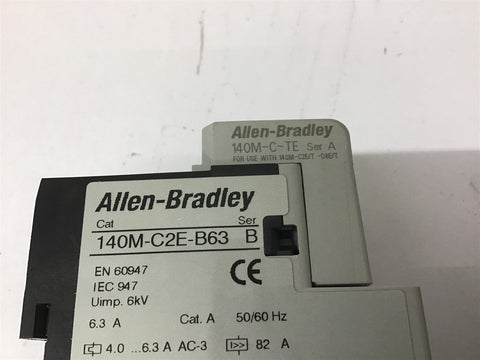 Allen-Bradley
140M-C-TE Ser A
FOR USE WITH 140M-C2E/T -D8E/T
Allen-Bradley
Cat Ser
140M-C2E-B63 B
EN 60947
IEC 947
Uimp. 6kV
CE
6.3 A Cat. A 50/60 Hz
4.0 ...6.3 A AC-3 I>> 82 A